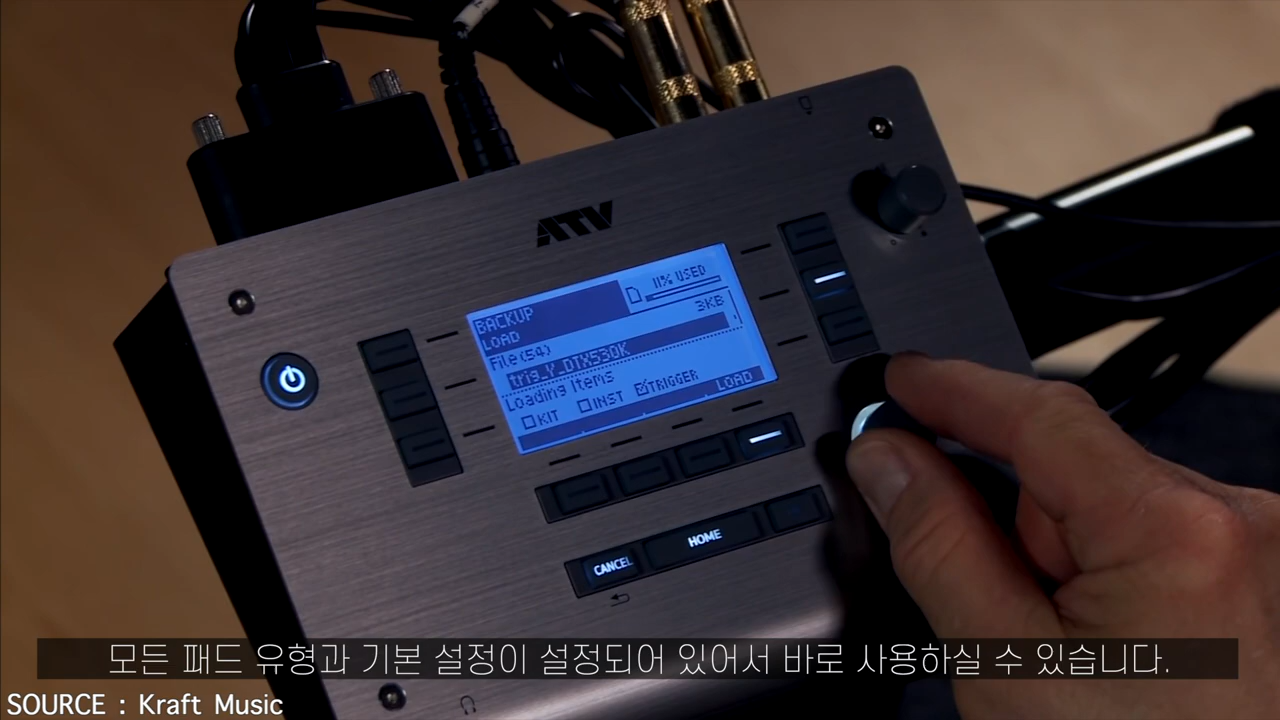 ATV
BACKUP
11% USED
LOAD
3KB
File(54)
trig_Y_DTX530K
Loading Items
KIT INST TRIGGER
LOAD
CANCEL HOME
모든 패드 유형과 기본 설정이 설정되어 있어서 바로 사용하실 수 있습니다.
SOURCE : Kraft Music